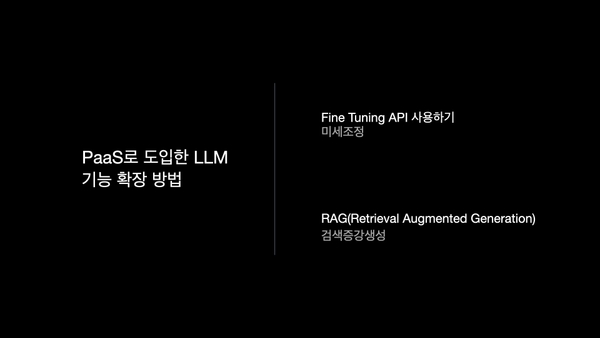 PaaS로 도입한 LLM
기능 확장 방법
Fine Tuning API 사용하기
미세조정
RAG(Retrieval Augmented Generation)
검색증강생성